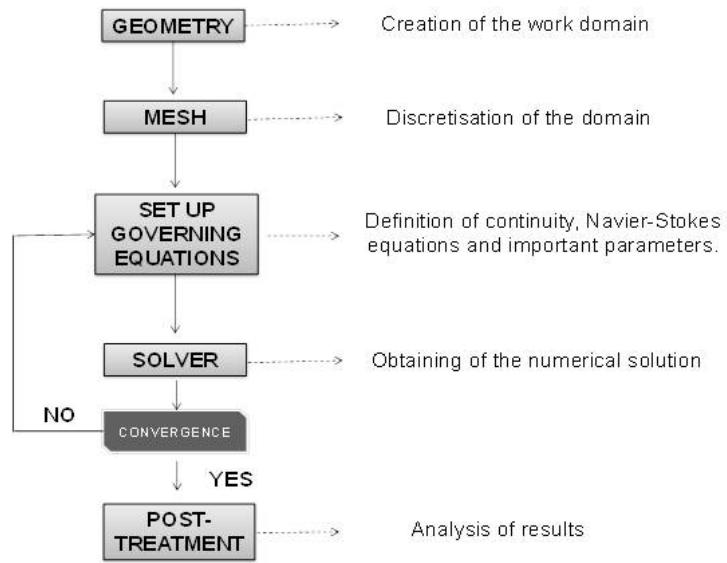 GEOMETRY
Creation of the work domain
MESH
Discretisation of the domain
SET UP
GOVERNING
EQUATIONS
Definition of continuity, Navier-Stokes
equations and important parameters.
SOLVER
Obtaining of the numerical solution
NO
CONVERGENCE
YES
POST-
TREATMENT
Analysis of results